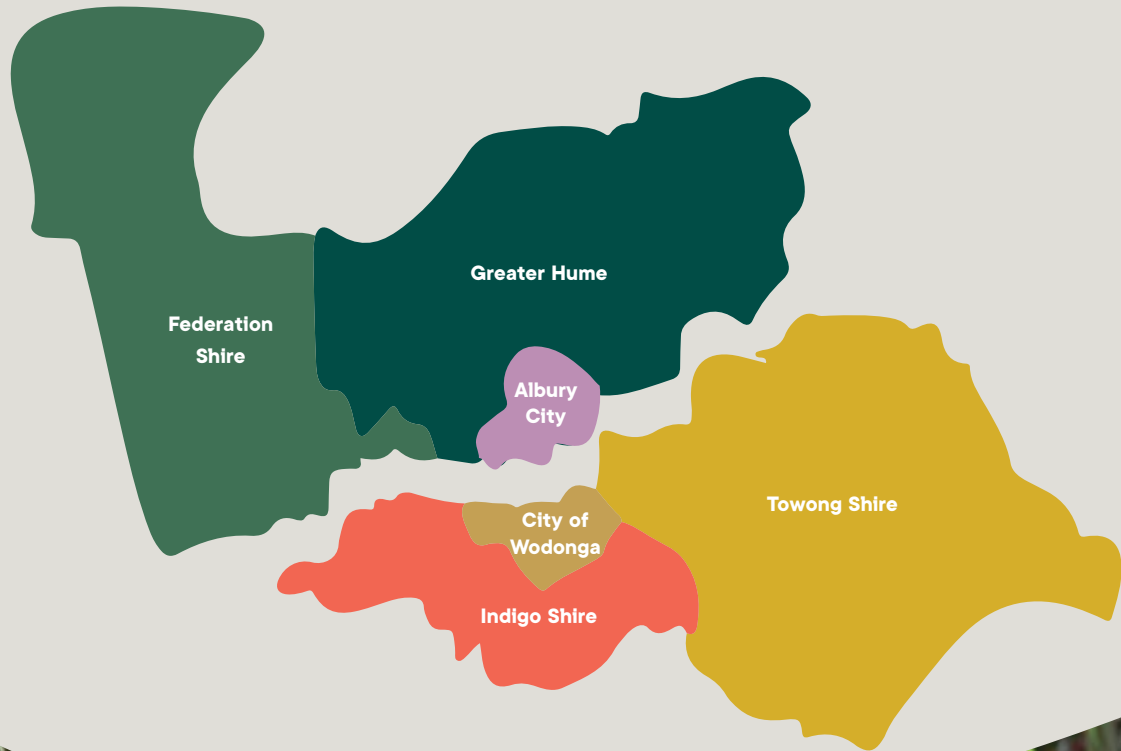 Greater Hume
Federation
Shire
Albury
City
Towong Shire
City of
Wodonga
Indigo Shire